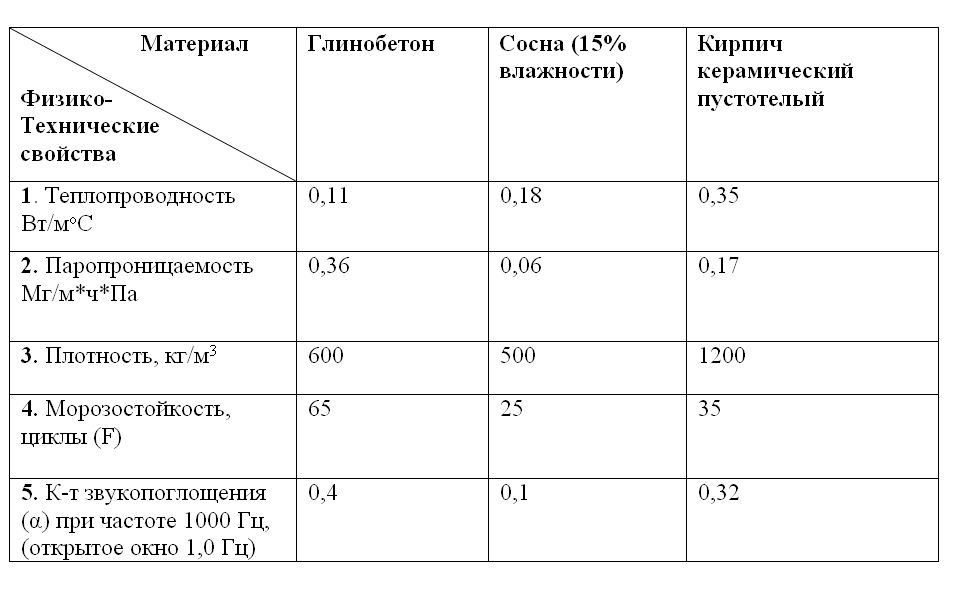 Материал
Физико-
Технические
свойства
Глинобетон
Сосна (15%
влажности)
Кирпич
керамический
пустотелый
1. Теплопроводность
Вт/мºС
0,11
0,18
0,35
2. Паропроницаемость
Мг/м*ч*Па
0,36
0,06
0,17
3. Плотность, кг/м³
600
500
1200
4. Морозостойкость,
циклы (F)
65
25
35
5. К-т звукопоглощения
(α) при частоте 1000 Гц,
(открытое окно 1,0 Гц)
0,4
0,1
0,32